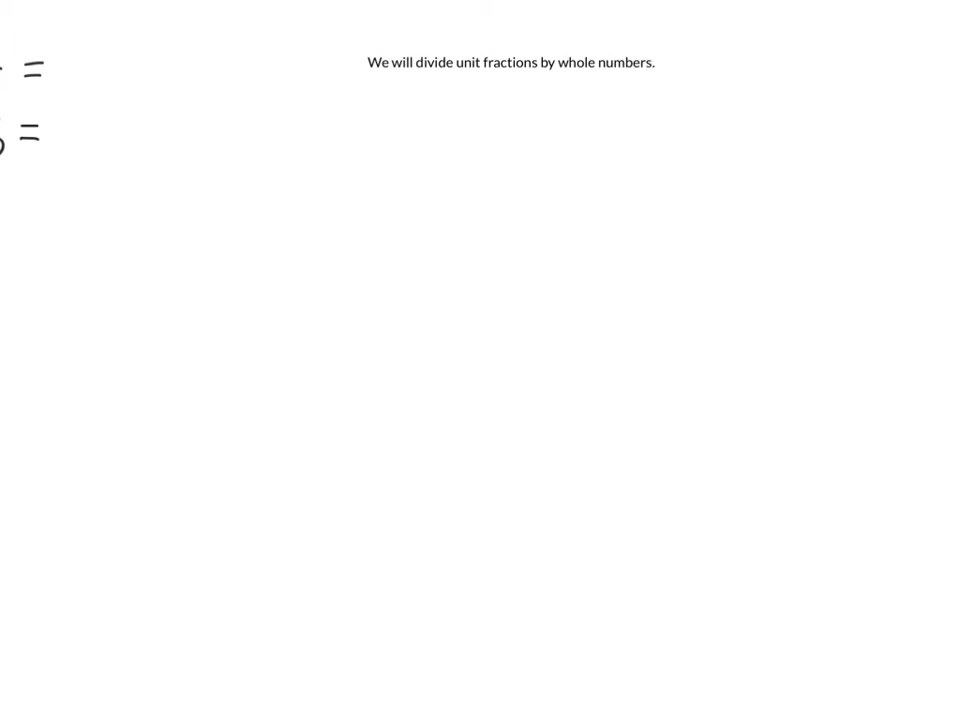 We will divide unit fractions by whole numbers.
=
=